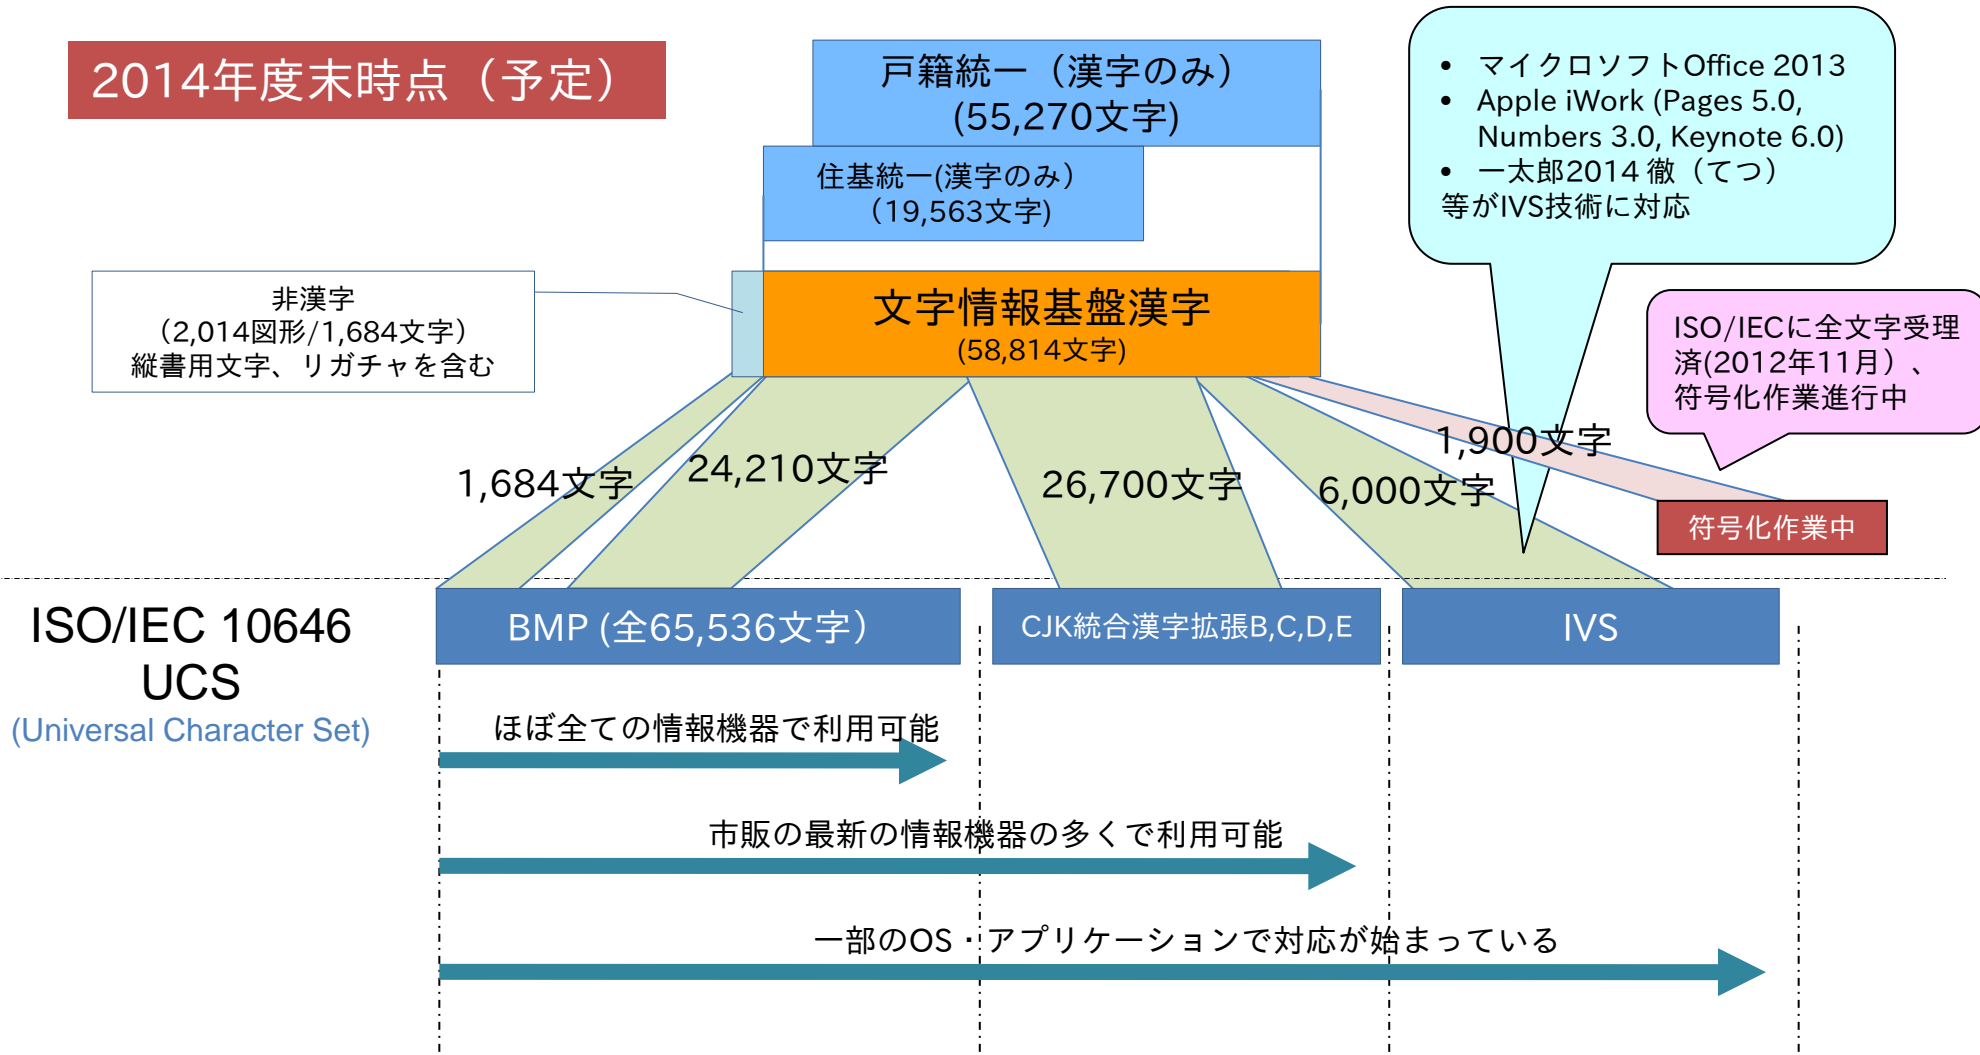 2014年度末時点（予定）
戸籍統一（漢字のみ）
(55,270文字)
住基統一(漢字のみ）
（19,563文字)
• マイクロソフトOffice 2013
• Apple iWork (Pages 5.0,
Numbers 3.0, Keynote 6.0)
• 一太郎2014 徹（てつ）
等がIVS技術に対応
非漢字
（2,014図形/1,684文字）
縦書用文字、リガチャを含む
文字情報基盤漢字
(58,814文字)
ISO/IECに全文字受理
済(2012年11月）、
符号化作業進行中
1,684文字
24,210文字
26,700文字
6,000文字
1,900文字
符号化作業中
ISO/IEC 10646
UCS
(Universal Character Set)
BMP (全65,536文字）
CJK統合漢字拡張B,C,D,E
IVS
ほぼ全ての情報機器で利用可能
市販の最新の情報機器の多くで利用可能
一部のOS・アプリケーションで対応が始まっている